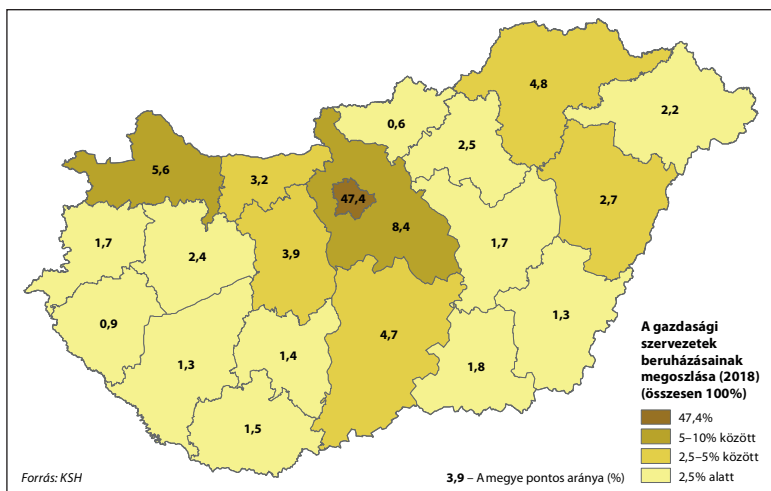 4,8
0,6
2,2
2,5
5,6
3,2
47,4
2,7
8,4
1,7
2,4
3,9
1,7
0,9
1,3
4,7
1,3
1,4
1,8
1,5
A gazdasági
szervezetek
beruházásainak
megoszlása (2018)
(összesen 100%)
47,4%
5–10% között
2,5–5% között
2,5% alatt
Forrás: KSH
3,9 – A megye pontos aránya (%)